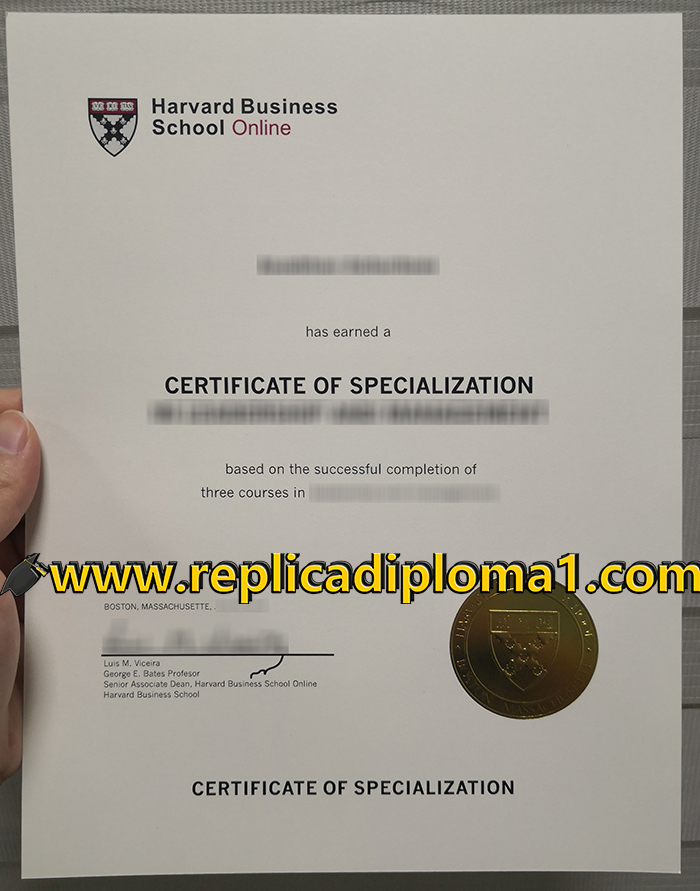 Harvard Business
School Online
has earned a
CERTIFICATE OF SPECIALIZATION
based on the successful completion of
three courses in
www.replicadiploma1.com
BOSTON, MASSACHUSETTE, .
Luis M. Viceira
George E. Bates Profesor
Senior Associate Dean, Harvard Business School Online
Harvard Business School
CERTIFICATE OF SPECIALIZATION